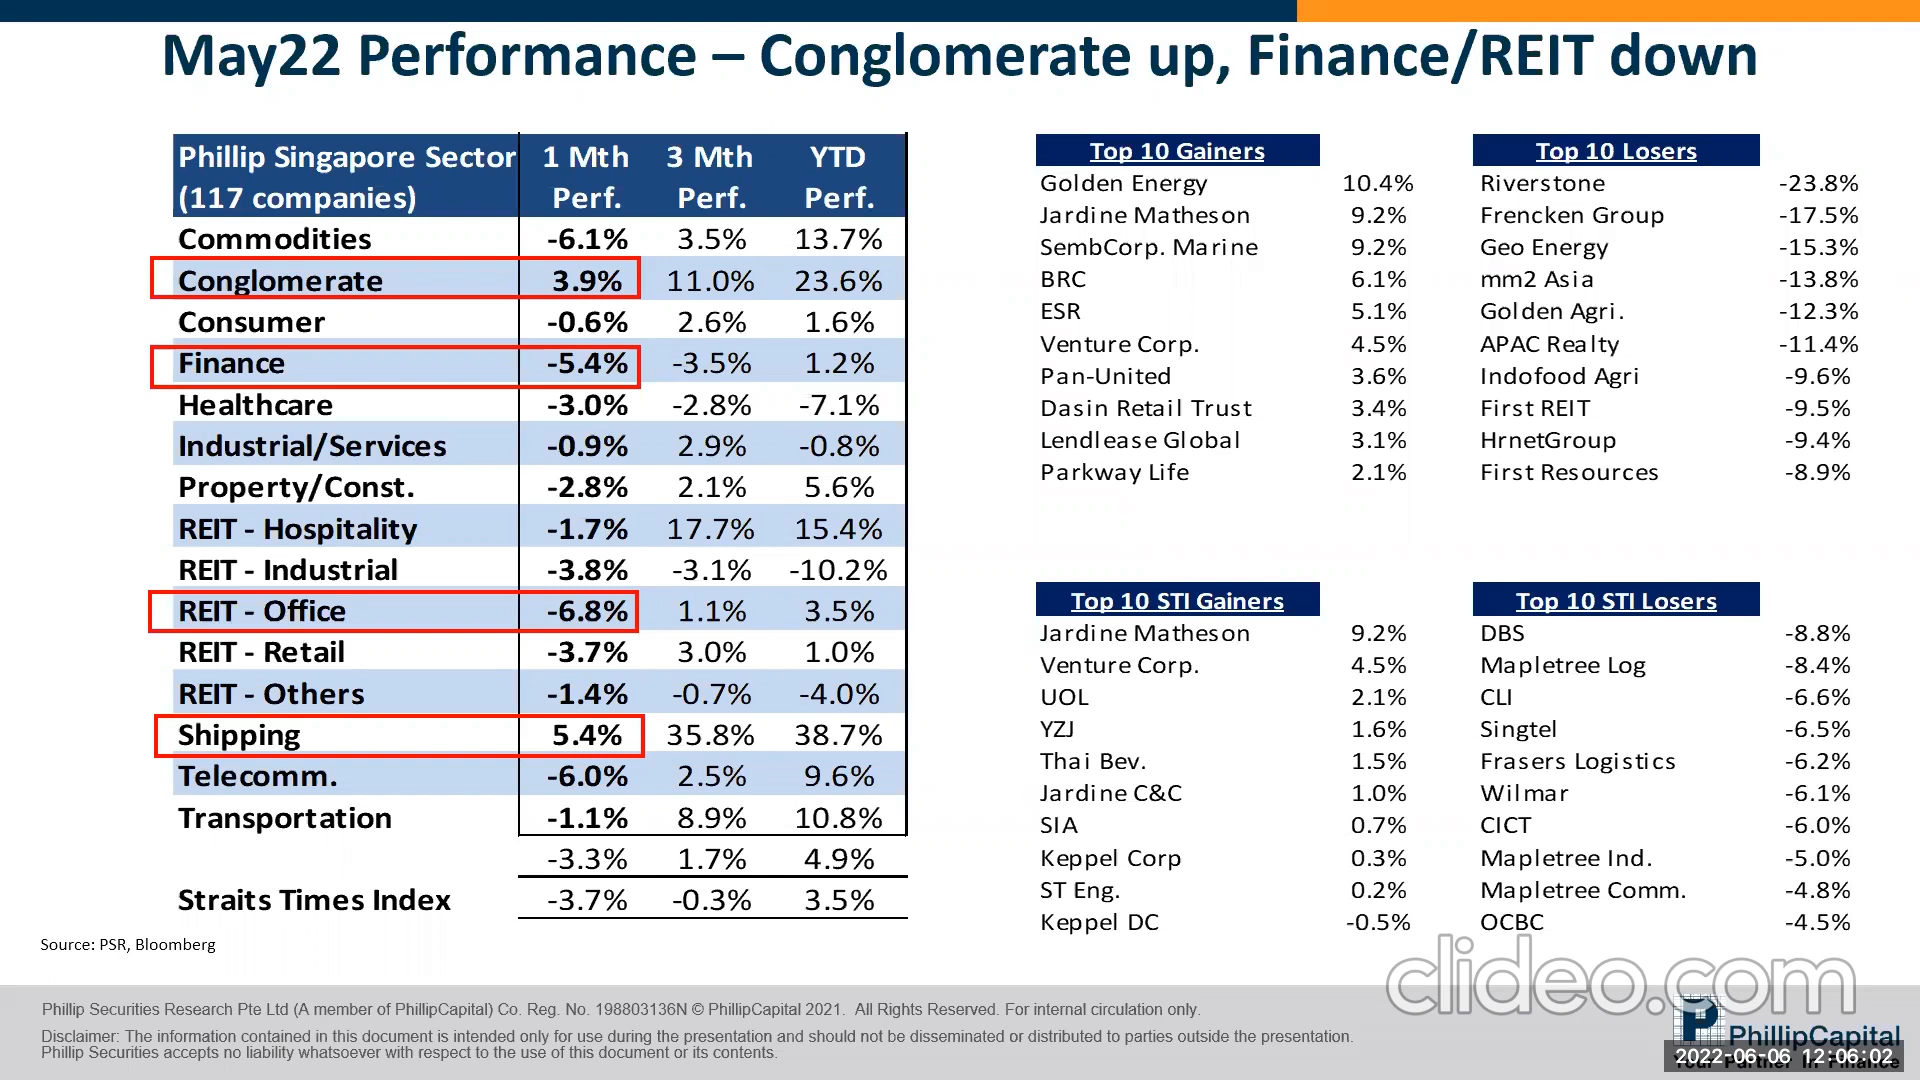 May22 Performance – Conglomerate up, Finance/REIT down
Phillip Singapore Sector 1 Mth 3 Mth YTD
(117 companies) Perf. Perf. Perf.
Commodities -6.1% 3.5% 13.7%
Conglomerate 3.9% 11.0% 23.6%
Consumer -0.6% 2.6% 1.6%
Finance -5.4% -3.5% 1.2%
Healthcare -3.0% -2.8% -7.1%
Industrial/Services -0.9% 2.9% -0.8%
Property/Const. -2.8% 2.1% 5.6%
REIT - Hospitality -1.7% 17.7% 15.4%
REIT - Industrial -3.8% -3.1% -10.2%
REIT - Office -6.8% 1.1% 3.5%
REIT - Retail -3.7% 3.0% 1.0%
REIT - Others -1.4% -0.7% -4.0%
Shipping 5.4% 35.8% 38.7%
Telecomm. -6.0% 2.5% 9.6%
Transportation -1.1% 8.9% 10.8%
-3.3% 1.7% 4.9%
Straits Times Index -3.7% -0.3% 3.5%
Source: PSR, Bloomberg
Top 10 Gainers
Golden Energy 10.4%
Jardine Matheson 9.2%
SembCorp. Marine 9.2%
BRC 6.1%
ESR 5.1%
Venture Corp. 4.5%
Pan-United 3.6%
Dasin Retail Trust 3.4%
Lendlease Global 3.1%
Parkway Life 2.1%
Top 10 Losers
Riverstone -23.8%
Frencken Group -17.5%
Geo Energy -15.3%
mm2 Asia -13.8%
Golden Agri. -12.3%
APAC Realty -11.4%
Indofood Agri -9.6%
First REIT -9.5%
HrnetGroup -9.4%
First Resources -8.9%
Top 10 STI Gainers
Jardine Matheson 9.2%
Venture Corp. 4.5%
UOL 2.1%
YZJ 1.6%
Thai Bev. 1.5%
Jardine C&C 1.0%
SIA 0.7%
Keppel Corp 0.3%
ST Eng. 0.2%
Keppel DC -0.5%
Top 10 STI Losers
DBS -8.8%
Mapletree Log -8.4%
CLI -6.6%
Singtel -6.5%
Frasers Logistics -6.2%
Wilmar -6.1%
CICT -6.0%
Mapletree Ind. -5.0%
Mapletree Comm. -4.8%
OCBC -4.5%
clideo.com
Phillip Securities Research Pte Ltd (A member of PhillipCapital) Co. Reg. No. 198803136N © PhillipCapital 2021. All Rights Reserved. For internal circulation only.
Disclaimer: The information contained in this document is intended only for use during the presentation and should not be disseminated or distributed to parties outside the presentation.
Phillip Securities accepts no liability whatsoever with respect to the use of this document or its contents.
P
PhillipCapital
Your Partner In Finance
2022-06-06 12:06:02